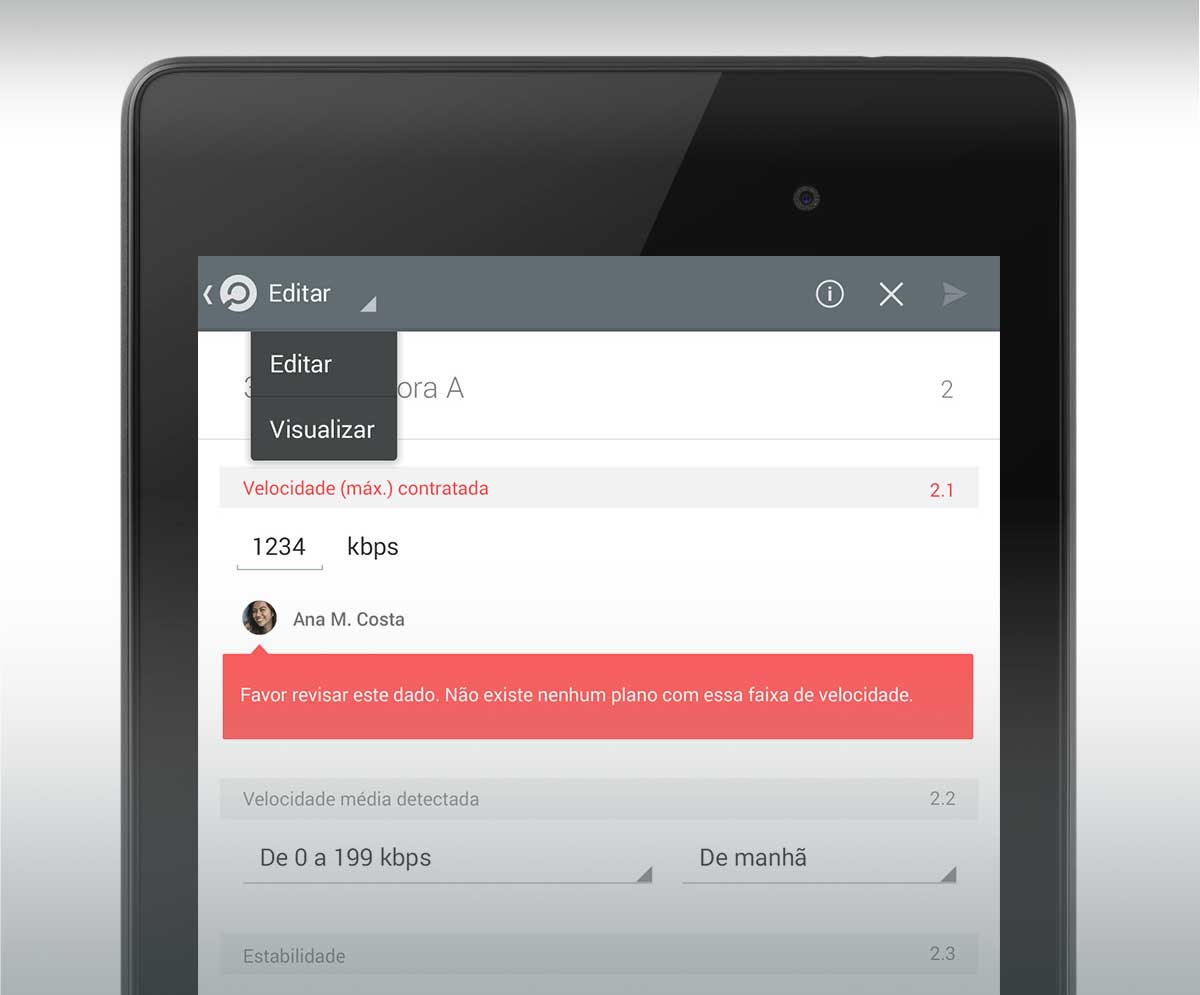 Editar
Editar
Visualizar
ora A
2
Velocidade (máx.) contratada
2.1
1234 kbps
Ana M. Costa
Favor revisar este dado. Não existe nenhum plano com essa faixa de velocidade.
Velocidade média detectada
2.2
De 0 a 199 kbps
De manhã
Estabilidade
2.3